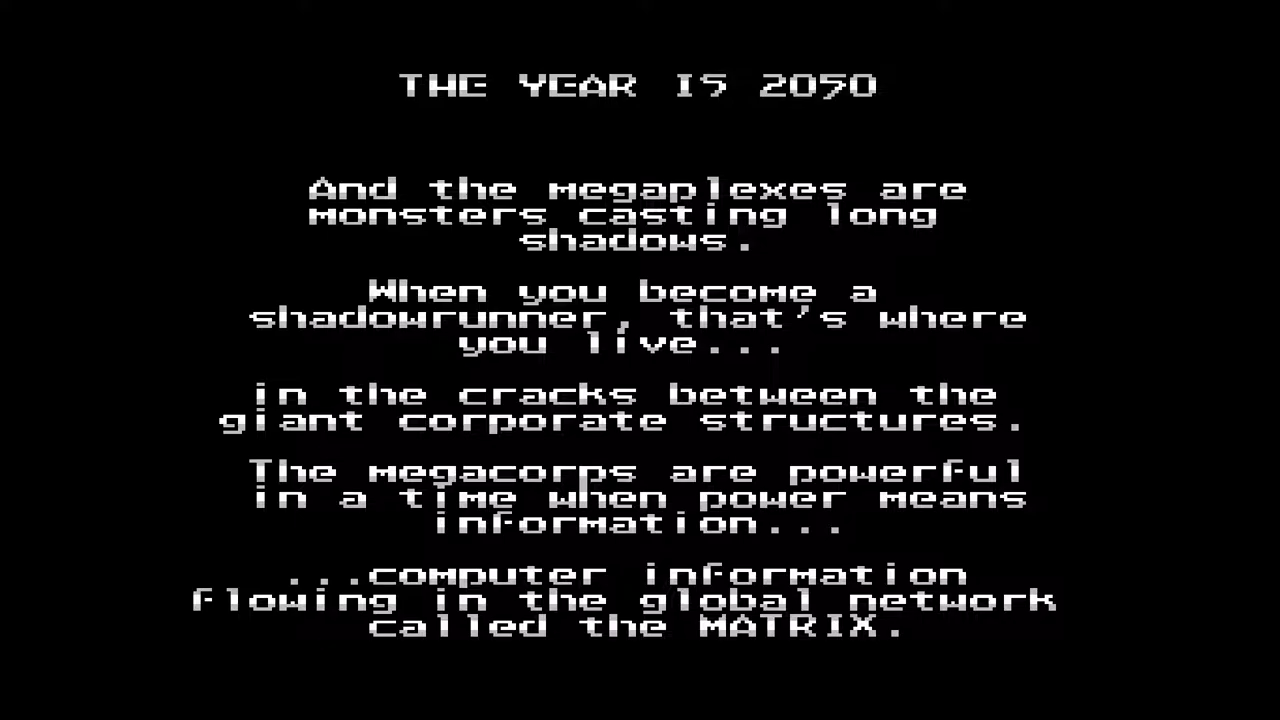 THE YEAR IS 2050
And the megaplexes are
monsters casting long
shadows.
When you become a
shadowrunner, that's where
you live...
in the cracks between the
giant corporate structures.
The megacorps are powerful
in a time when power means
information...
...computer information
flowing in the global network
called the MATRIX.